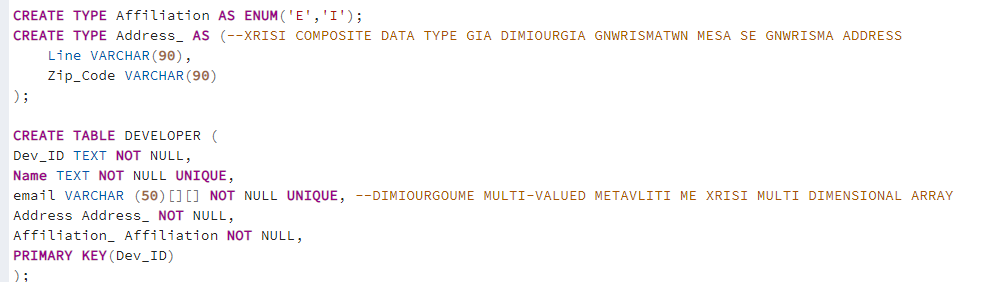 CREATE TYPE Affiliation AS ENUM('E','I');
CREATE TYPE Address_ AS (--XRISI COMPOSITE DATA TYPE GIA DIMIOURGIA GNWRISMATWN MESA SE GNWRISMA ADDRESS
    Line VARCHAR(90),
    Zip_Code VARCHAR(90)
);

CREATE TABLE DEVELOPER (
Dev_ID TEXT NOT NULL,
Name TEXT NOT NULL UNIQUE,
email VARCHAR (50)[][] NOT NULL UNIQUE, --DIMIOURGOUME MULTI-VALUED METAVLITI ME XRISI MULTI DIMENSIONAL ARRAY
Address Address_ NOT NULL,
Affiliation_ Affiliation NOT NULL,
PRIMARY KEY(Dev_ID)
);